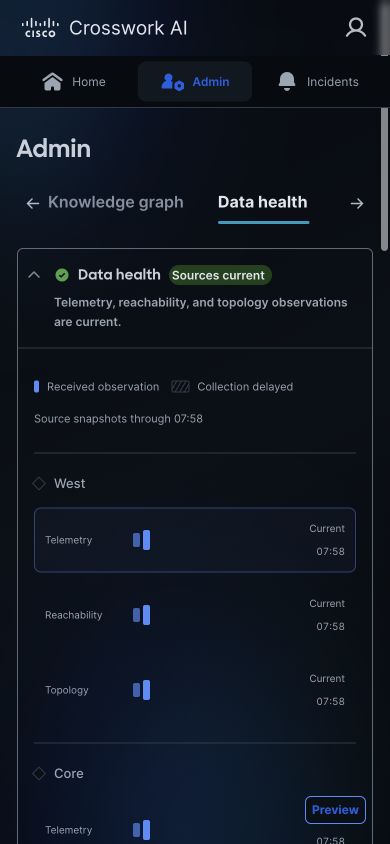 CISCO Crosswork AI
Home Admin Incidents
Admin
Knowledge graph Data health
Data health Sources current
Telemetry, reachability, and topology observations
are current.
Received observation Collection delayed
Source snapshots through 07:58
West
Telemetry
Current
07:58
Reachability
Current
07:58
Topology
Current
07:58
Core
Preview
Telemetry
07:58